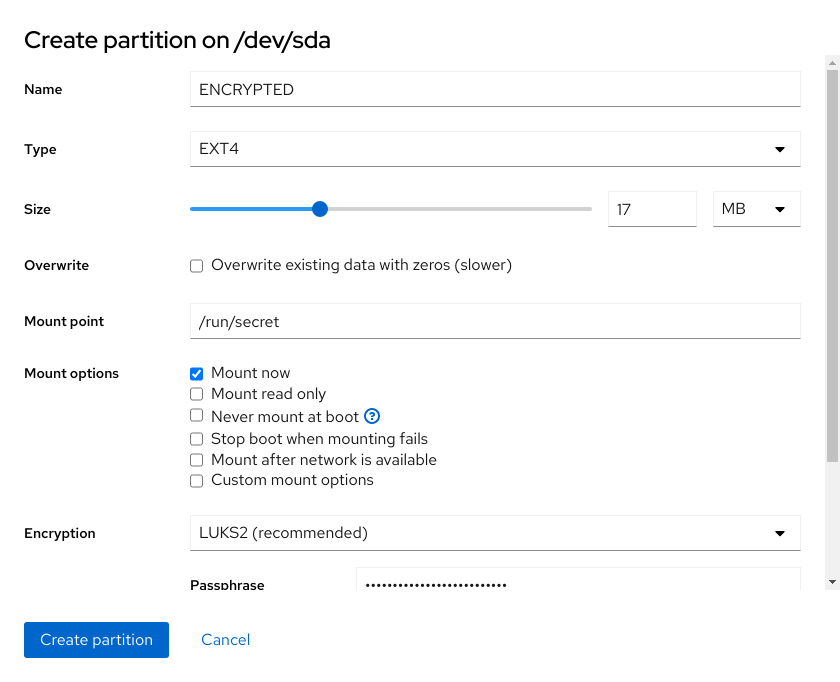 Create partition on /dev/sda
Name ENCRYPTED
Type EXT4
Size 17 MB
Overwrite Overwrite existing data with zeros (slower)
Mount point /run/secret
Mount options Mount now
Mount read only
Never mount at boot
Stop boot when mounting fails
Mount after network is available
Custom mount options
Encryption LUKS2 (recommended)
Passphrase ••••••••••••••••••••••••••
Create partition Cancel